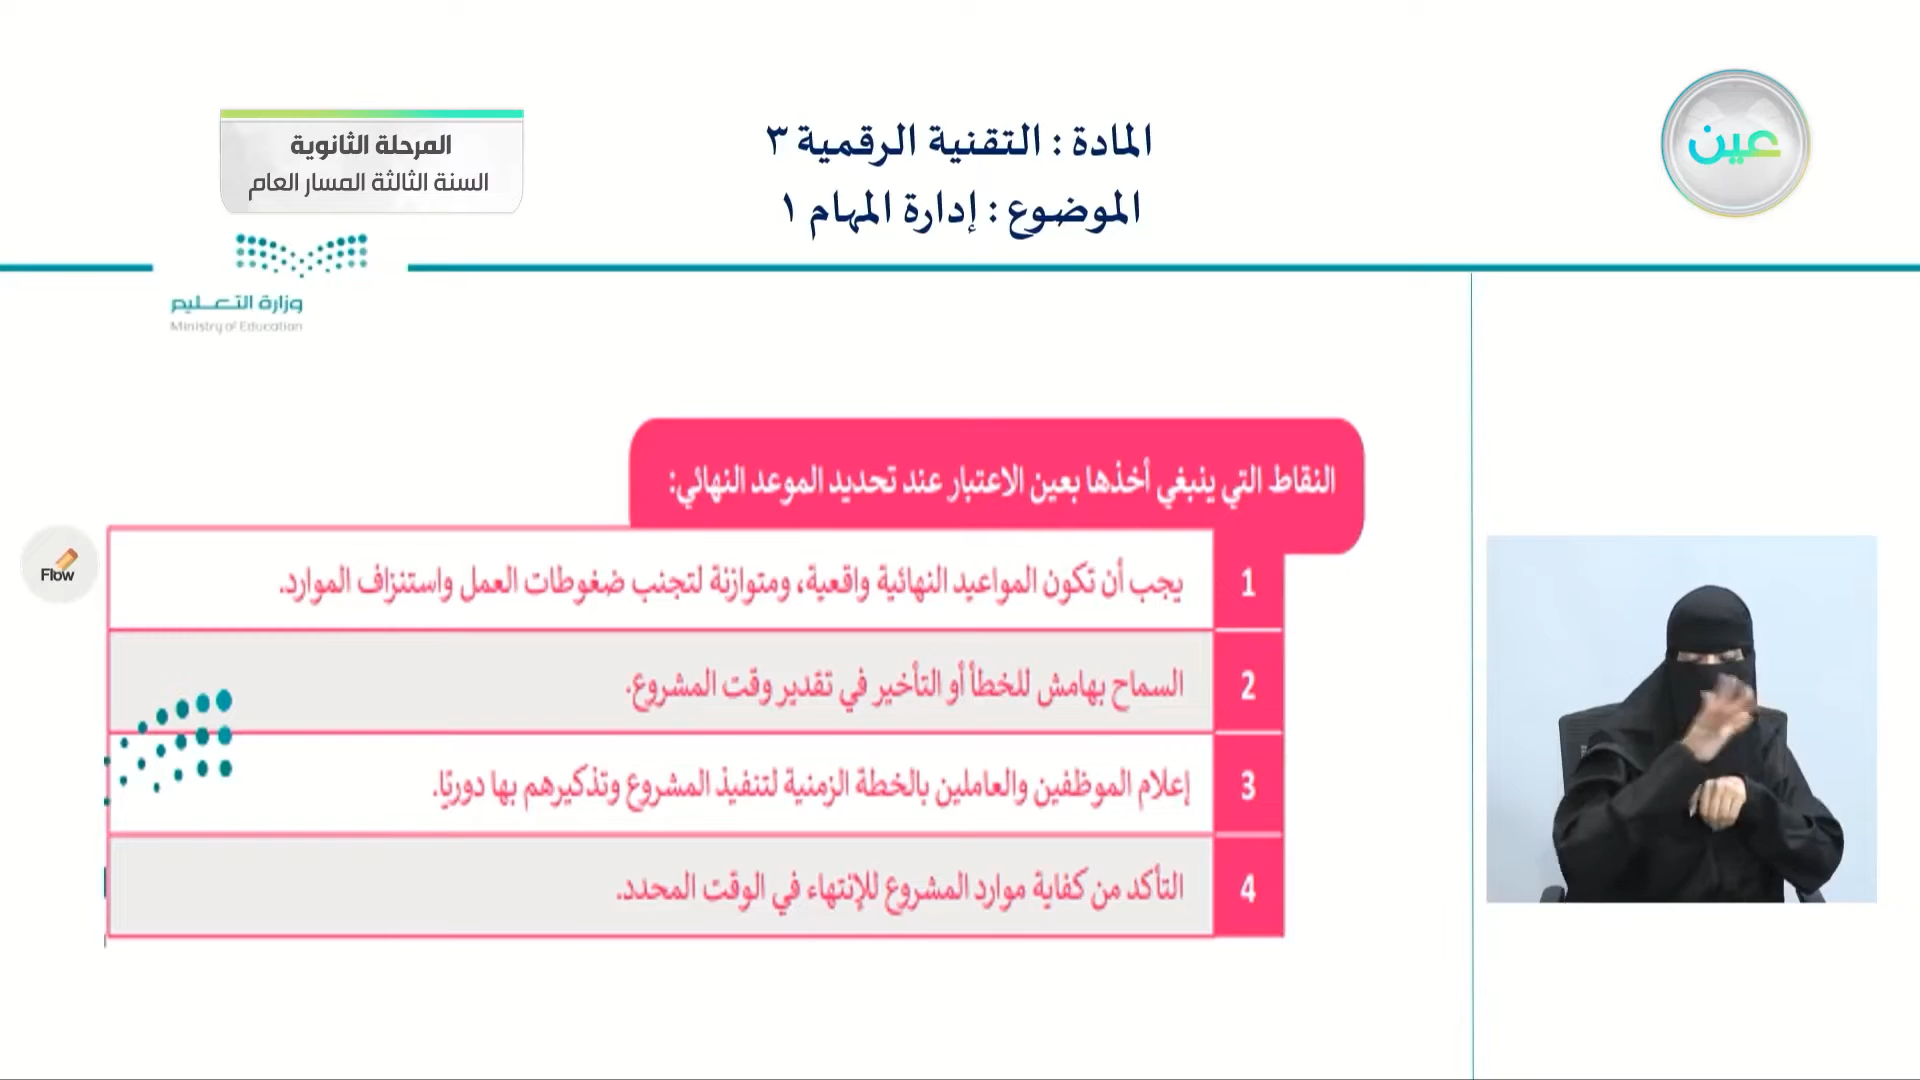 عين
المادة : التقنية الرقمية ٣
الموضوع : إدارة المهام ١
المرحلة الثانوية
السنة الثالثة المسار العام
وزارة التعليم
Ministry of Education
النقاط التي ينبغي أخذها بعين الاعتبار عند تحديد الموعد النهائي:
1 يجب أن تكون المواعيد النهائية واقعية، ومتوازنة لتجنب ضغوطات العمل واستنزاف الموارد.
2 السماح بهامش للخطأ أو التأخير في تقدير وقت المشروع.
3 إعلام الموظفين والعاملين بالخطة الزمنية لتنفيذ المشروع وتذكيرهم بها دوريًا.
4 التأكد من كفاية موارد المشروع للإنتهاء في الوقت المحدد.
Flow